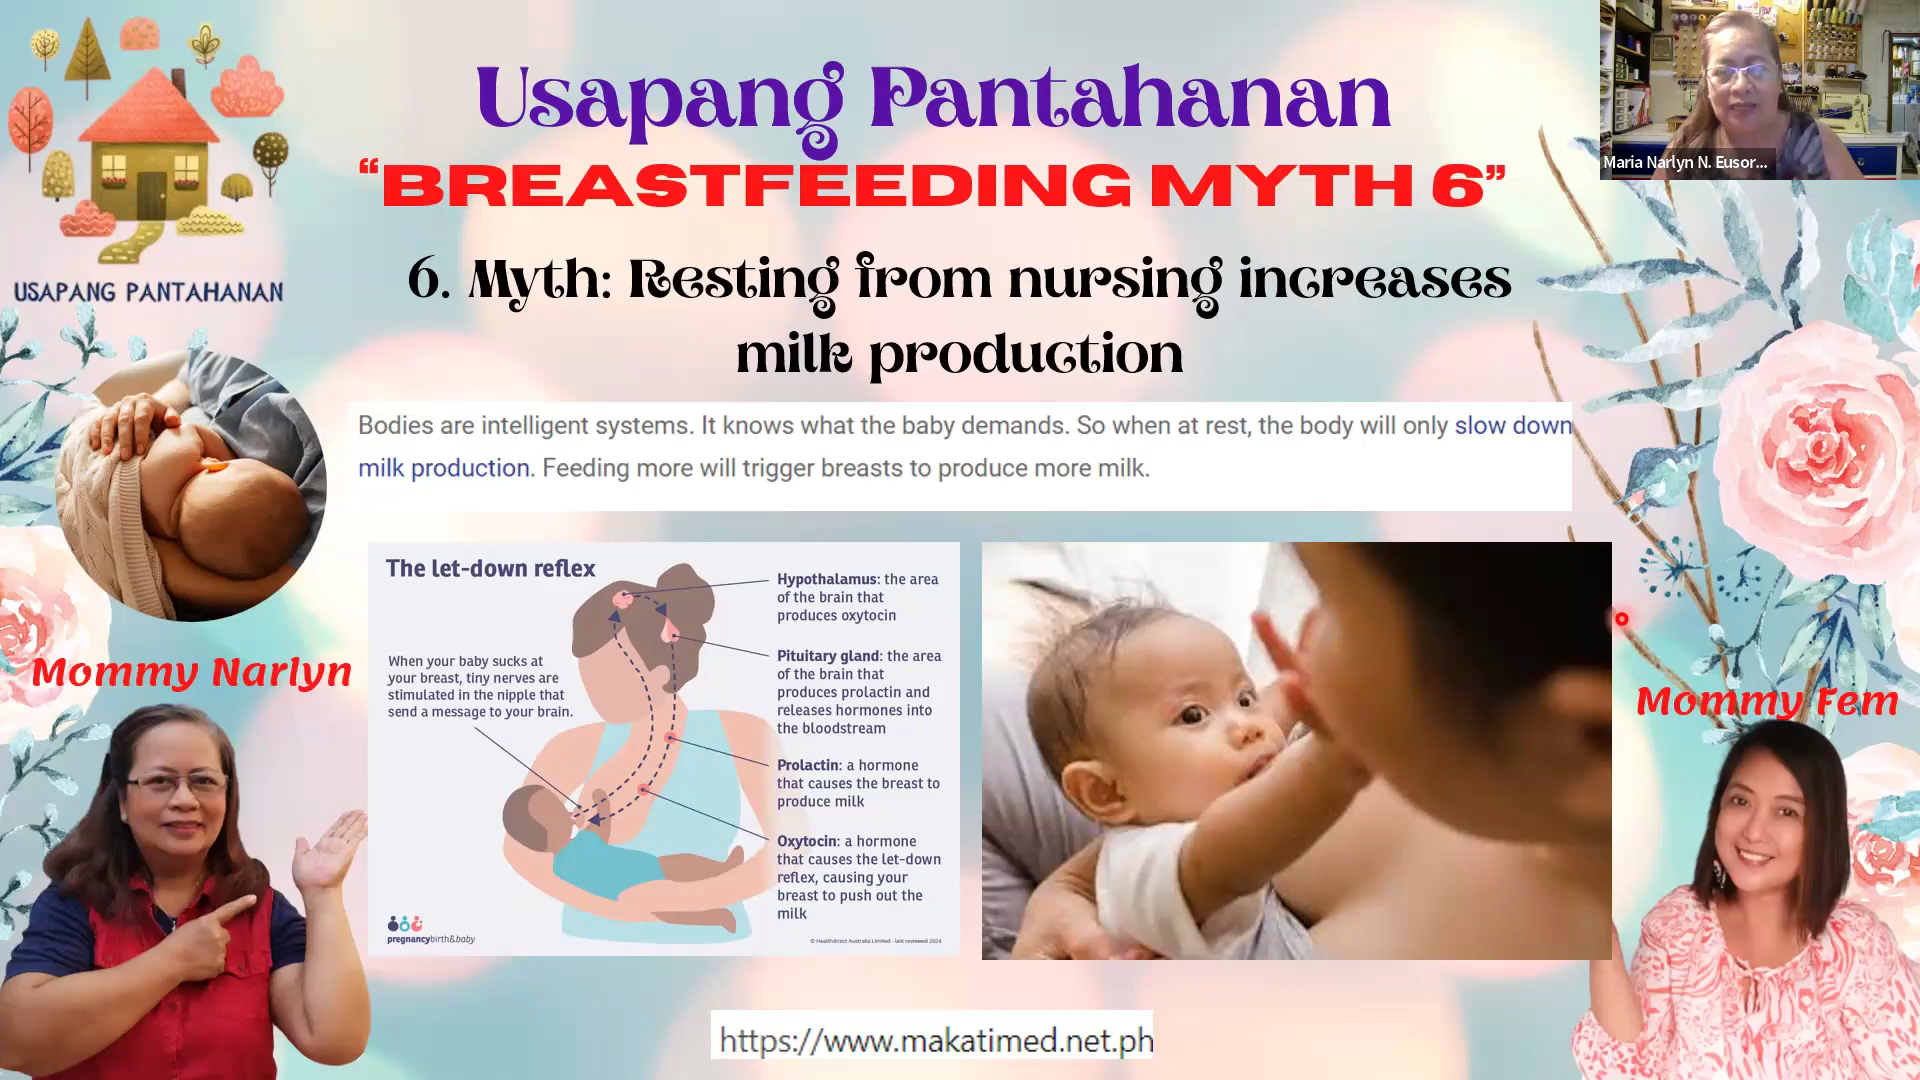 Usapang Pantahanan
“BREASTFEEDING MYTH 6”
6. Myth: Resting from nursing increases
milk production
Maria Narlyn N. Eusor...
USAPANG PANTAHANAN
Bodies are intelligent systems. It knows what the baby demands. So when at rest, the body will only slow down
milk production. Feeding more will trigger breasts to produce more milk.
Mommy Narlyn
The let-down reflex
When your baby sucks at
your breast, tiny nerves are
stimulated in the nipple that
send a message to your brain.
Hypothalamus: the area
of the brain that
produces oxytocin
Pituitary gland: the area
of the brain that
produces prolactin and
releases hormones into
the bloodstream
Prolactin: a hormone
that causes the breast to
produce milk
Oxytocin: a hormone
that causes the let-down
reflex, causing your
breast to push out the
milk
pregnancybirth&baby
© Healthdirect Australia Limited - last reviewed 2024
Mommy Fem
https://www.makatimed.net.ph